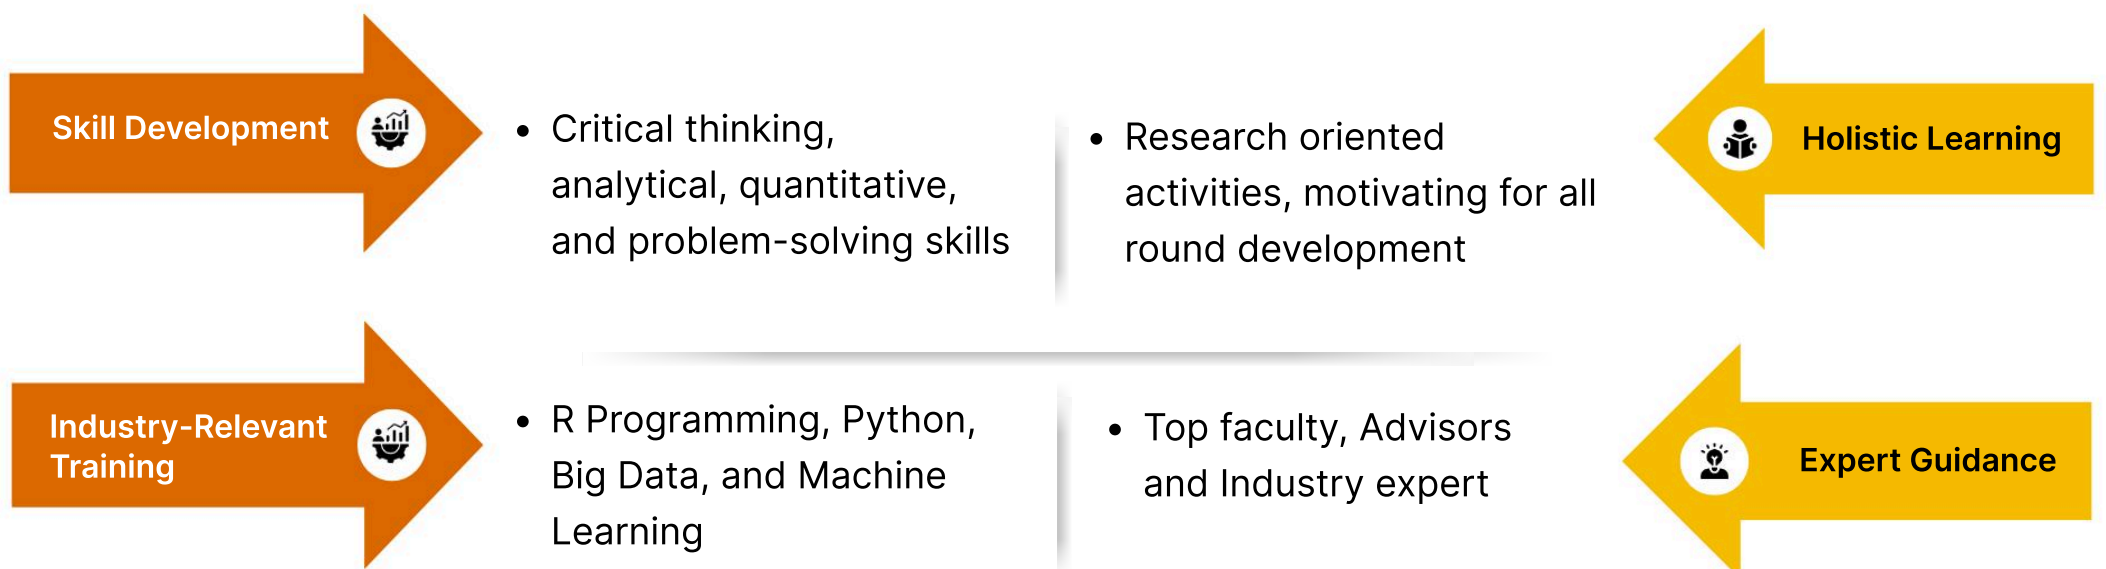 Skill Development
• Critical thinking,
analytical, quantitative,
and problem-solving skills
• Research oriented
activities, motivating for all
round development
Holistic Learning
Industry-Relevant
Training
• R Programming, Python,
Big Data, and Machine
Learning
• Top faculty, Advisors
and Industry expert
Expert Guidance